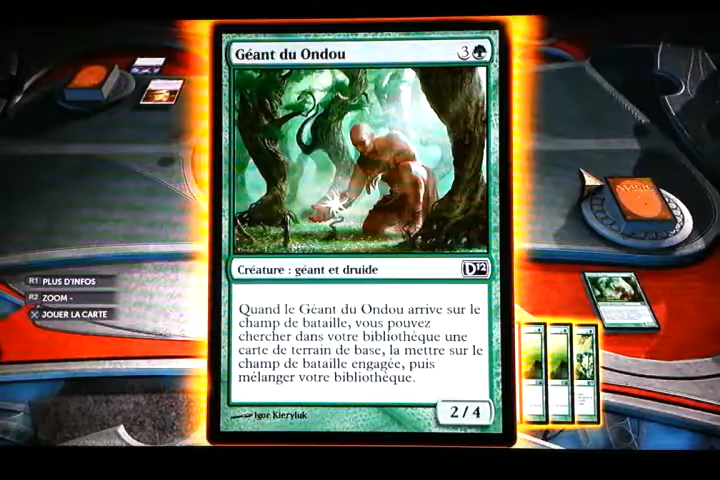 Géant du Ondou
3
Créature : géant et druide
D12
Quand le Géant du Ondou arrive sur le
champ de bataille, vous pouvez
chercher dans votre bibliothèque une
carte de terrain de base, la mettre sur le
champ de bataille engagée, puis
mélanger votre bibliothèque.
Igor Kieryluk
2/4
R1 PLUS D'INFOS
R2 ZOOM -
JOUER LA CARTE
MAGIC